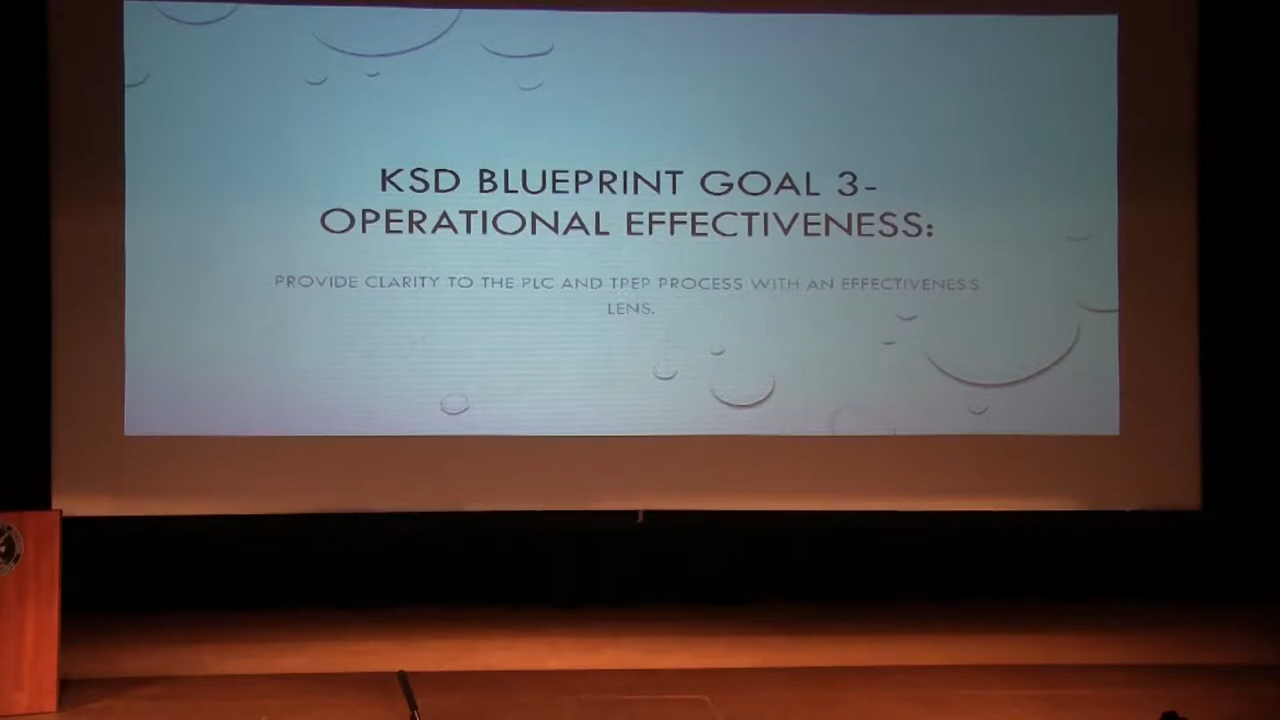 KSD BLUEPRINT GOAL 3-
OPERATIONAL EFFECTIVENESS:
PROVIDE CLARITY TO THE PLC AND TPEP PROCESS WITH AN EFFECTIVENESS
LENS.